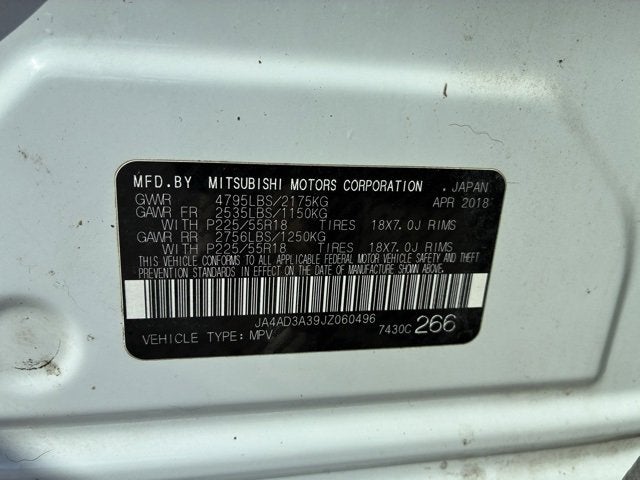 MFD.BY MITSUBISHI MOTORS CORPORATION . JAPAN
GVWR 4795LBS/2175KG APR 2018
GAWR FR 2535LBS/1150KG
WITH P225/55R18 TIRES 18X7.0J RIMS
GAWR RR 2756LBS/1250KG
WITH P225/55R18 TIRES 18X7.0J RIMS
THIS VEHICLE CONFORMS TO ALL APPLICABLE FEDERAL MOTOR VEHICLE SAFETY AND THEFT
PREVENTION STANDARDS IN EFFECT ON THE DATE OF MANUFACTURE SHOWN ABOVE.
JA4AD3A39JZ060496
VEHICLE TYPE: MPV 7430C 266